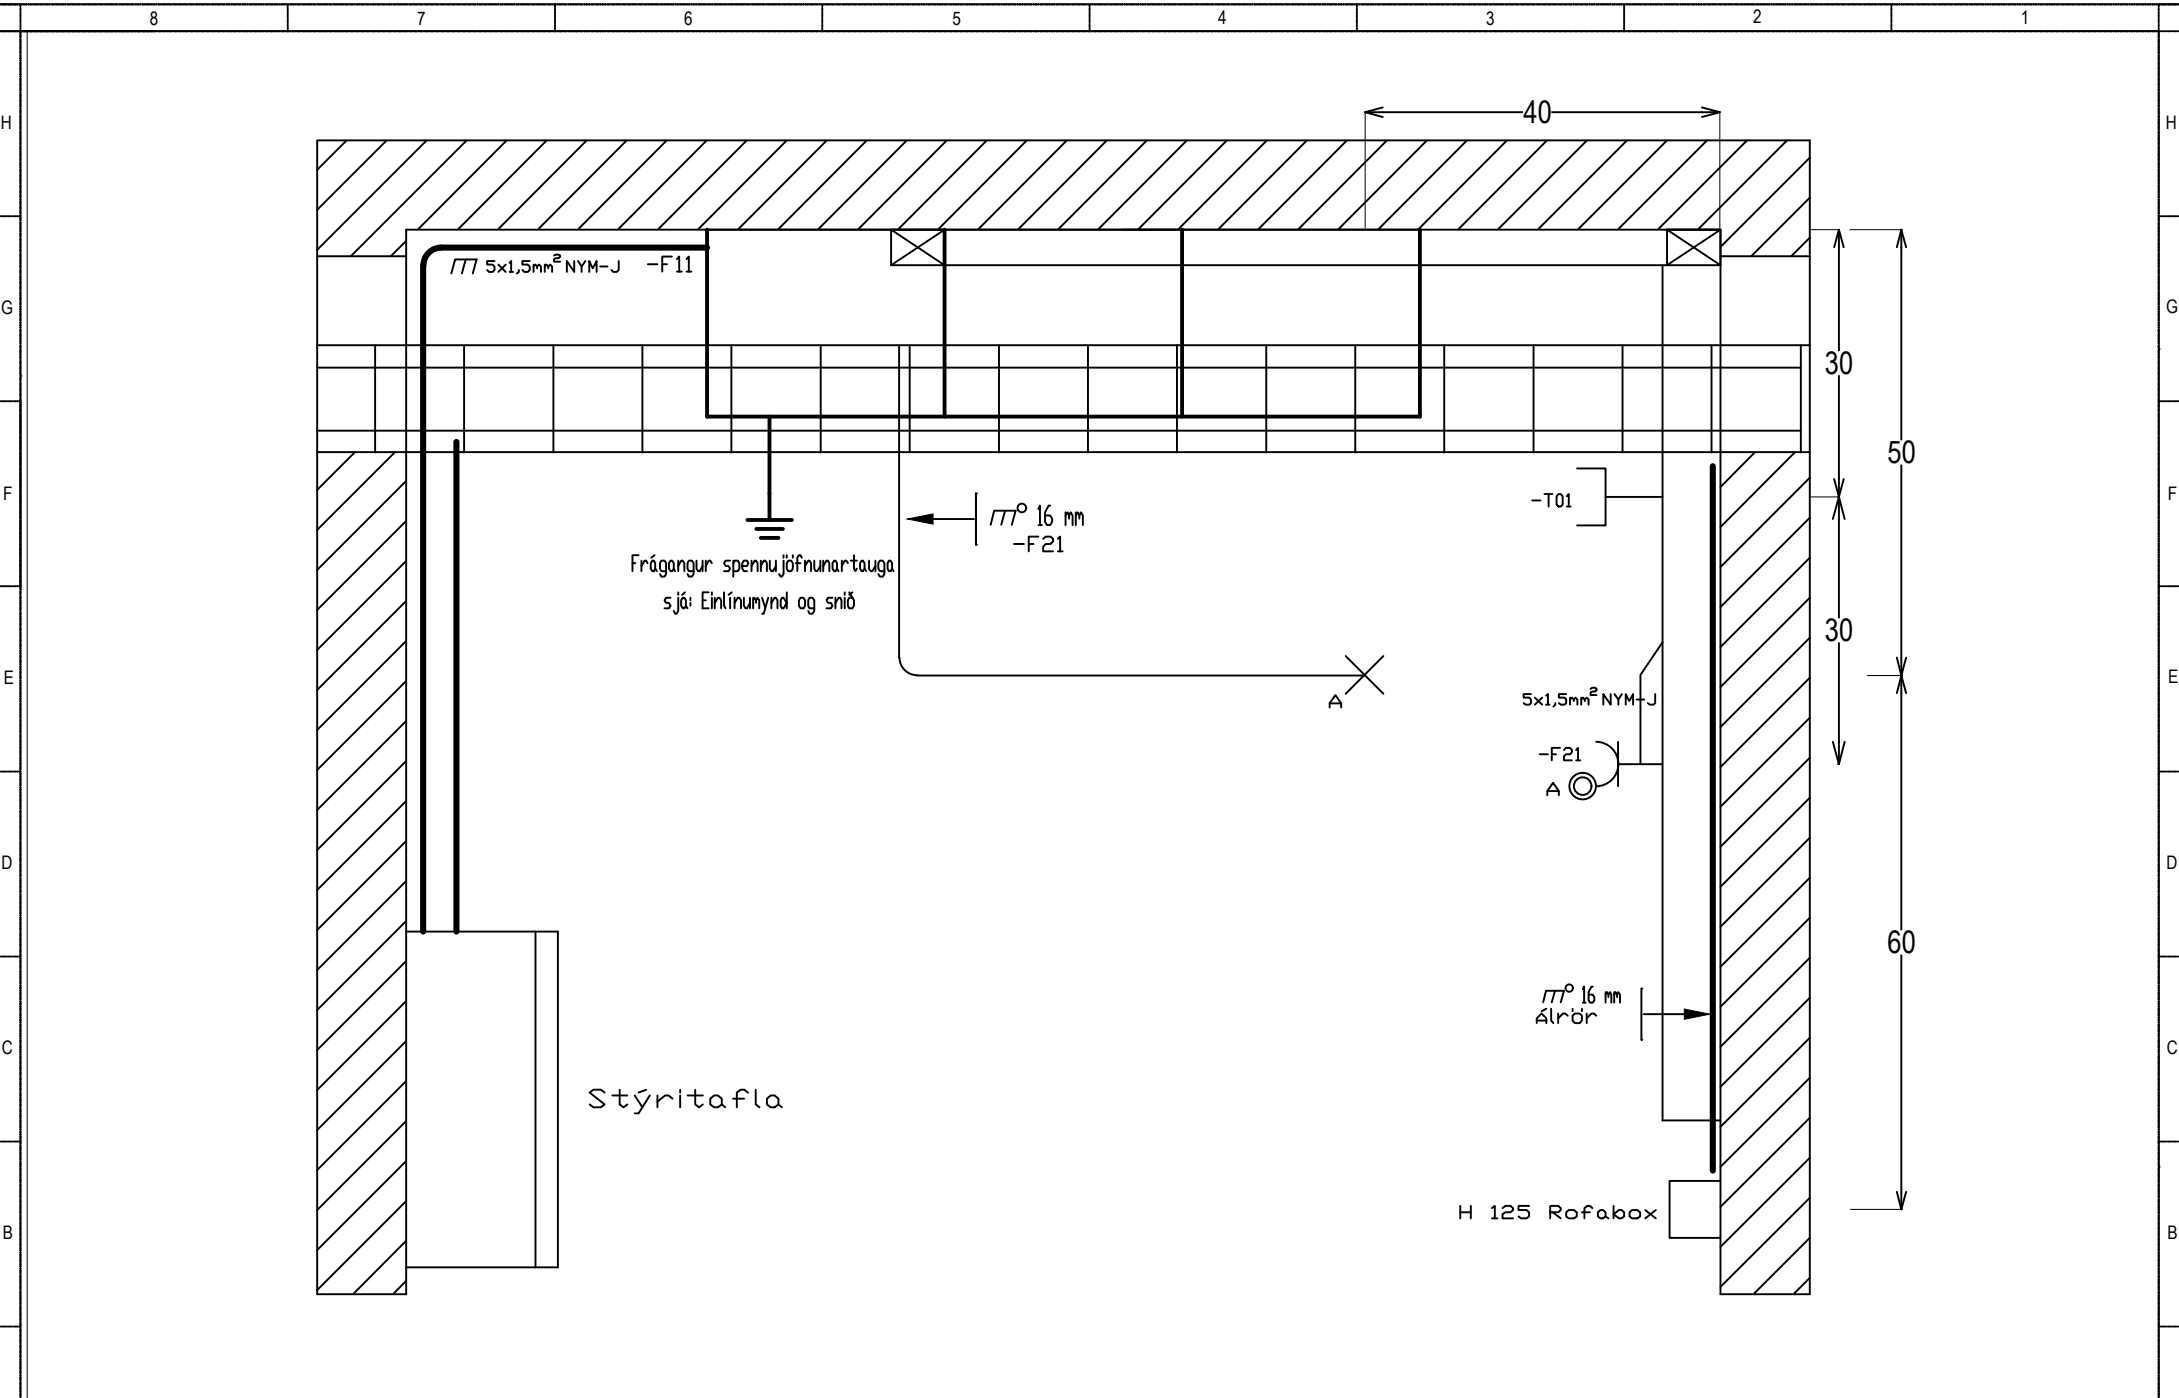 8 7 6 5 4 3 2 1
H H
40
5x1,5mm² NYM-J -F11
G G
30
50
F F
-T01
16 mm
-F21
Frágangur spennujöfnunartauga
sjá: Einlínumynd og snið
30
E E
A
5x1,5mm² NYM-J
-F21
A
D D
60
16 mm
Álrör
C C
Stýritafla
H 125 Rofabox
B B